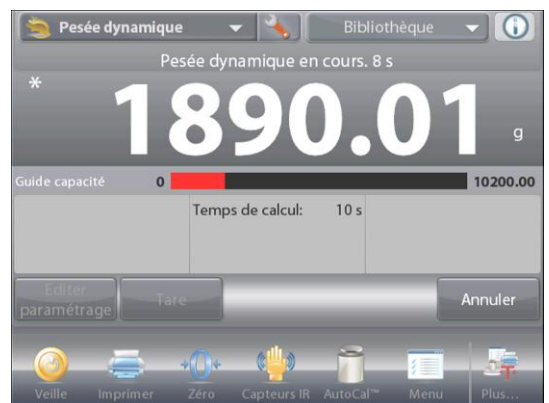 Pesée dynamique Bibliothèque
Pesée dynamique en cours. 8 s
* 1890.01 g
Guide capacité 0 10200.00
Temps de calcul: 10 s
Editer paramétrage Tare Annuler
Veille Imprimer Zéro Capteurs IR AutoCal™ Menu Plus...